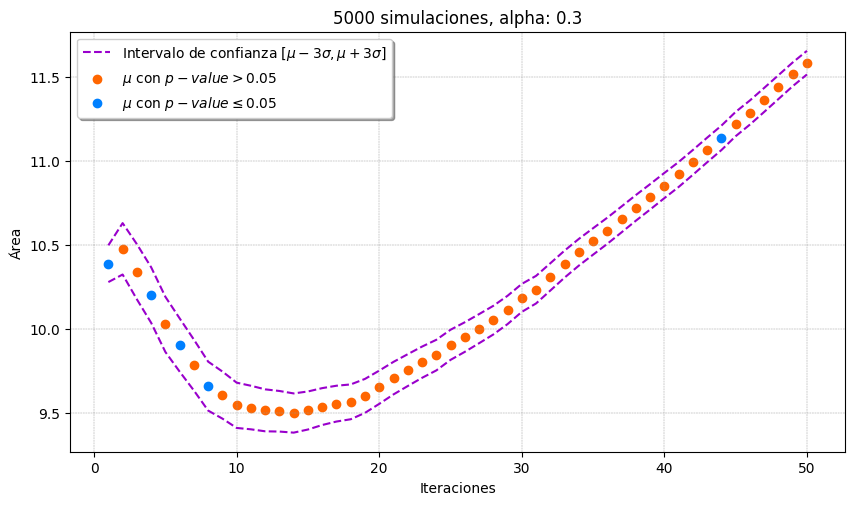 5000 simulaciones, alpha: 0.3
Intervalo de confianza [μ − 3σ, μ + 3σ]
μ con p − value > 0.05
μ con p − value ≤ 0.05
Área
11.5
11.0
10.5
10.0
9.5
0 10 20 30 40 50
Iteraciones